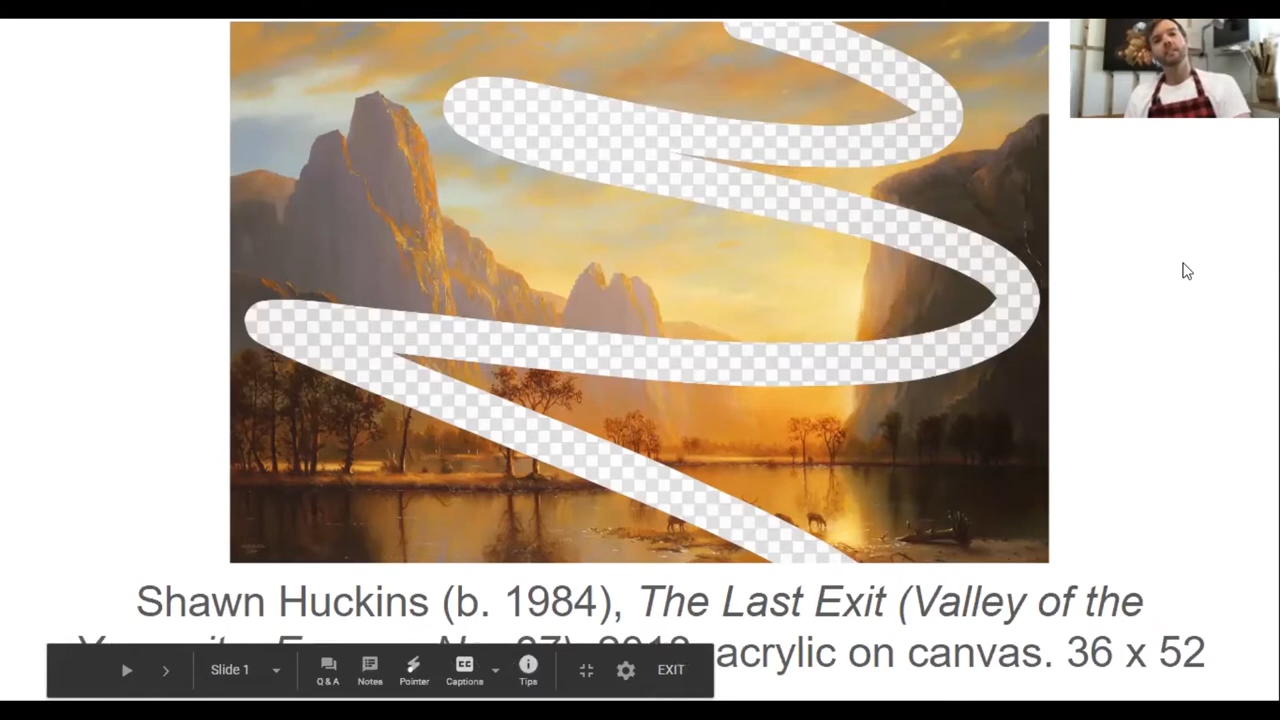 Shawn Huckins (b. 1984), The Last Exit (Valley of the
acrylic on canvas. 36 x 52
Slide 1
Q & A
Notes
Pointer
Captions
Tips
EXIT